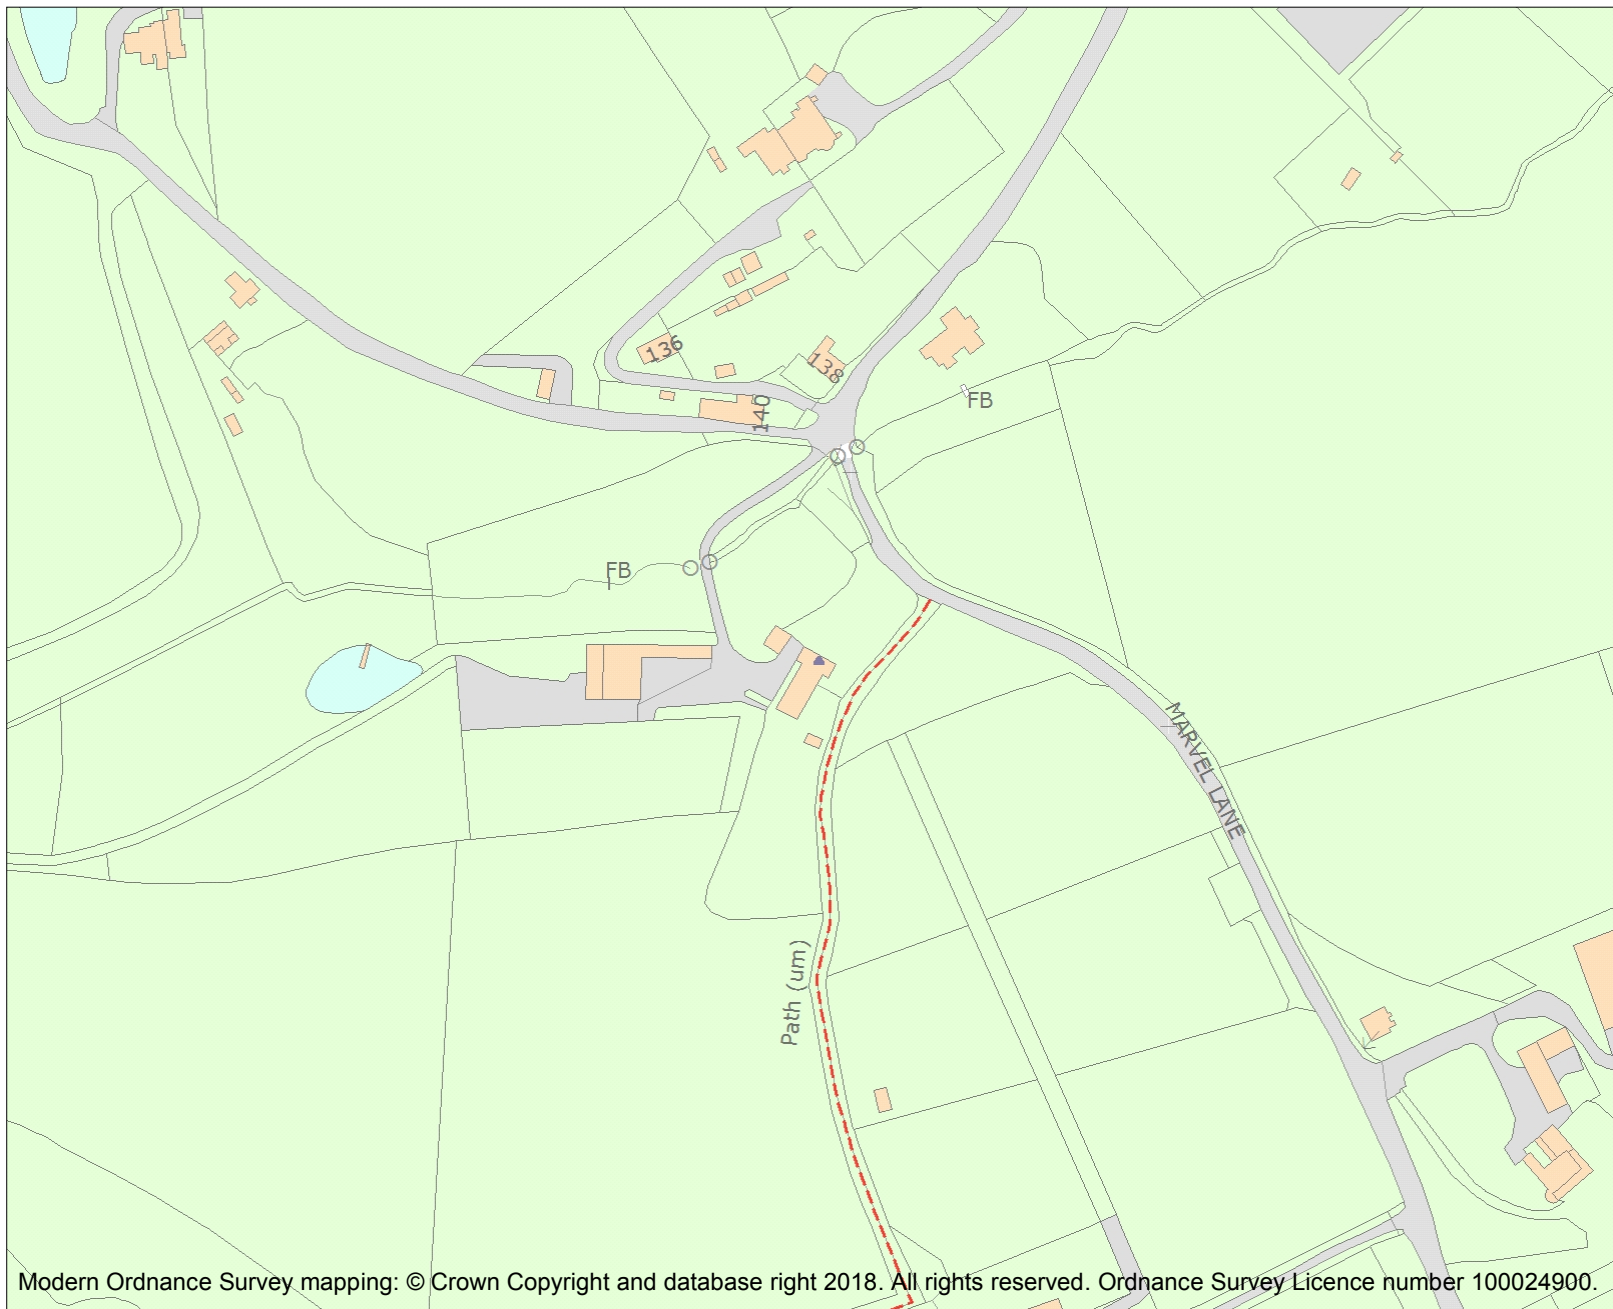 136
138
140
FB
FB
MARVEL LANE
Path (um)
Modern Ordnance Survey mapping: © Crown Copyright and database right 2018. All rights reserved. Ordnance Survey Licence number 100024900.